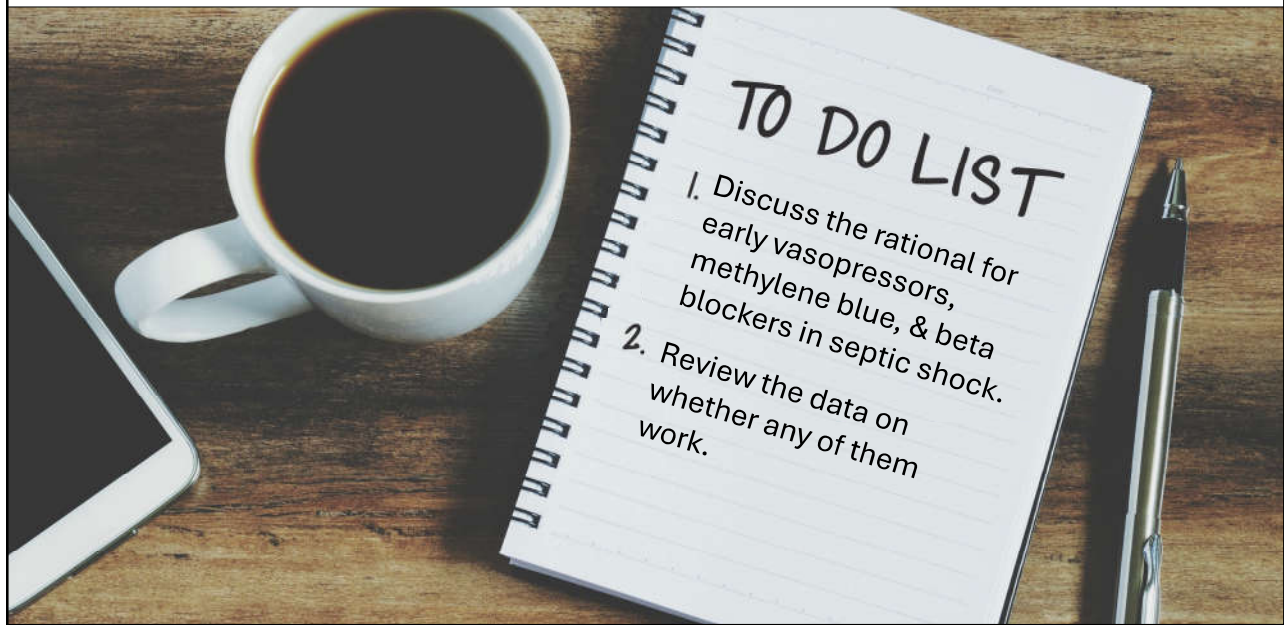 TO DO LIST
1. Discuss the rational for
early vasopressors,
methylene blue, & beta
blockers in septic shock.
2. Review the data on
whether any of them
work.